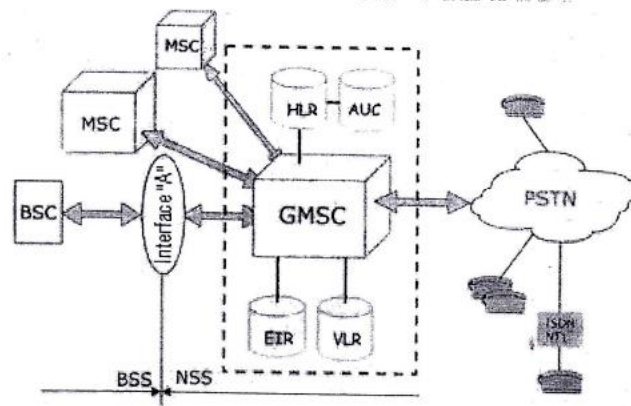 MSC
MSC
HLR
AUC
BSC
Interface "A"
GMSC
PSTN
EIR
VLR
ISDN
NT1
BSS
NSS